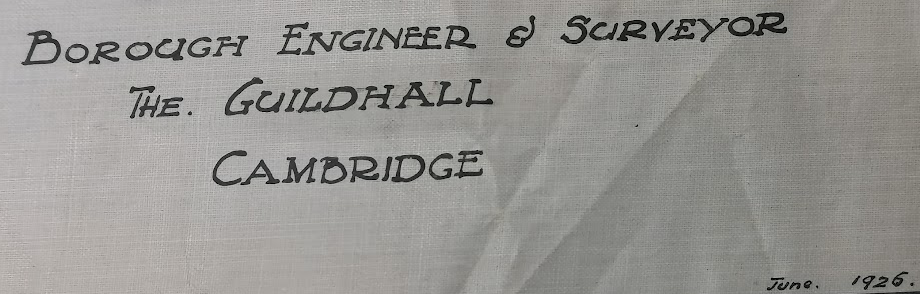 BOROUGH ENGINEER & SURVEYOR
THE. GUILDHALL
CAMBRIDGE
June. 1926.